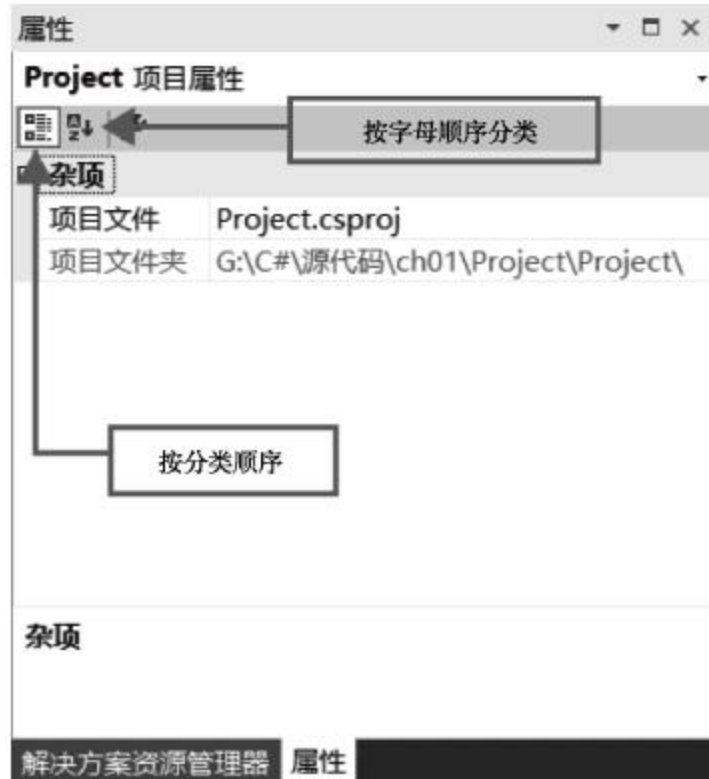 属性
Project 项目属性
按字母顺序分类
杂项
项目文件 Project.csproj
项目文件夹 G:\C#\源代码\ch01\Project\Project\
按分类顺序
杂项
解决方案资源管理器 属性